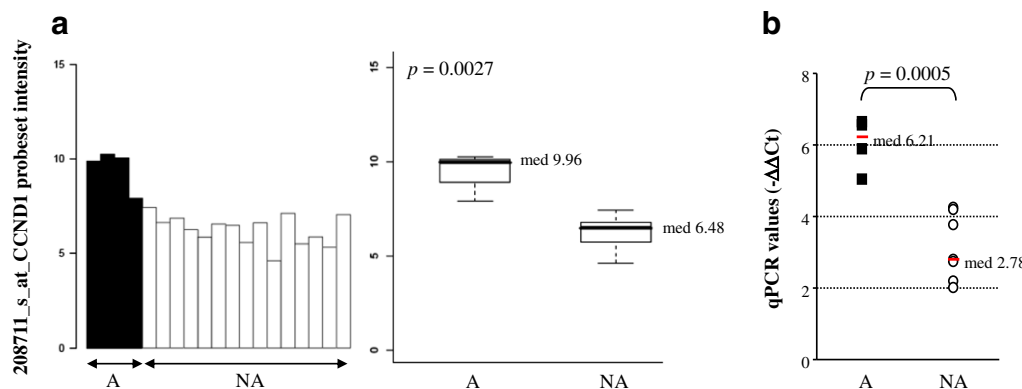 a
208711_s_at_CCND1 probeset intensity
15
10
5
0
A
NA
15
10
5
0
p = 0.0027
med 9.96
med 6.48
A
NA
b
qPCR values (-ΔΔCt)
8
6
4
2
0
p = 0.0005
med 6.21
med 2.78
A
NA